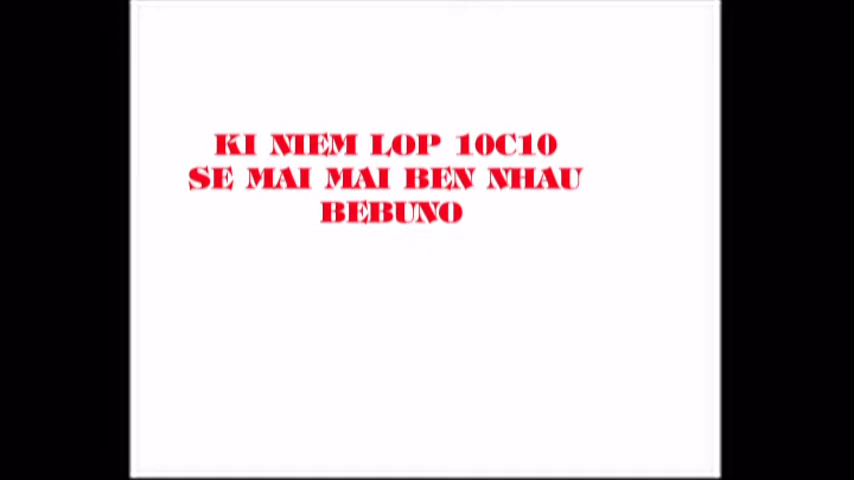 KI NIEM LOP 10C10
SE MAI MAI BEN NHAU
BEBUNO